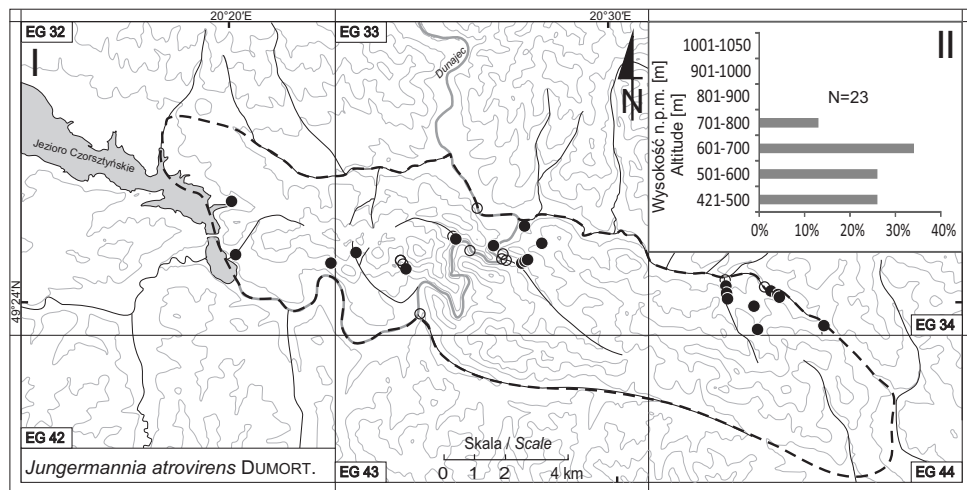 20°20'E
20°30'E
EG 32
EG 33
I
II
Dunajec
N
Jezioro Czorsztyńskie
49°24'N
Wysokość n.p.m. [m]
Altitude [m]
1001-1050
901-1000
801-900
701-800
601-700
501-600
421-500
N=23
0%
10%
20%
30%
40%
EG 34
EG 42
Jungermannia atrovirens DUMORT.
EG 43
Skala / Scale
0 1 2 4 km
EG 44